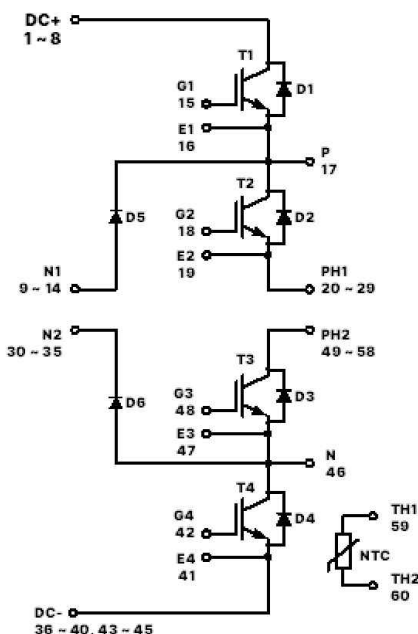 DC+
1 ~ 8
T1
G1
15
D1
E1
16
P
17
T2
D5
G2
18
D2
E2
19
N1
9 ~ 14
PH1
20 ~ 29
N2
30 ~ 35
PH2
49 ~ 58
T3
D6
G3
48
D3
E3
47
N
46
T4
G4
42
D4
E4
41
TH1
59
NTC
TH2
60
DC-
36 ~ 40, 43 ~ 45